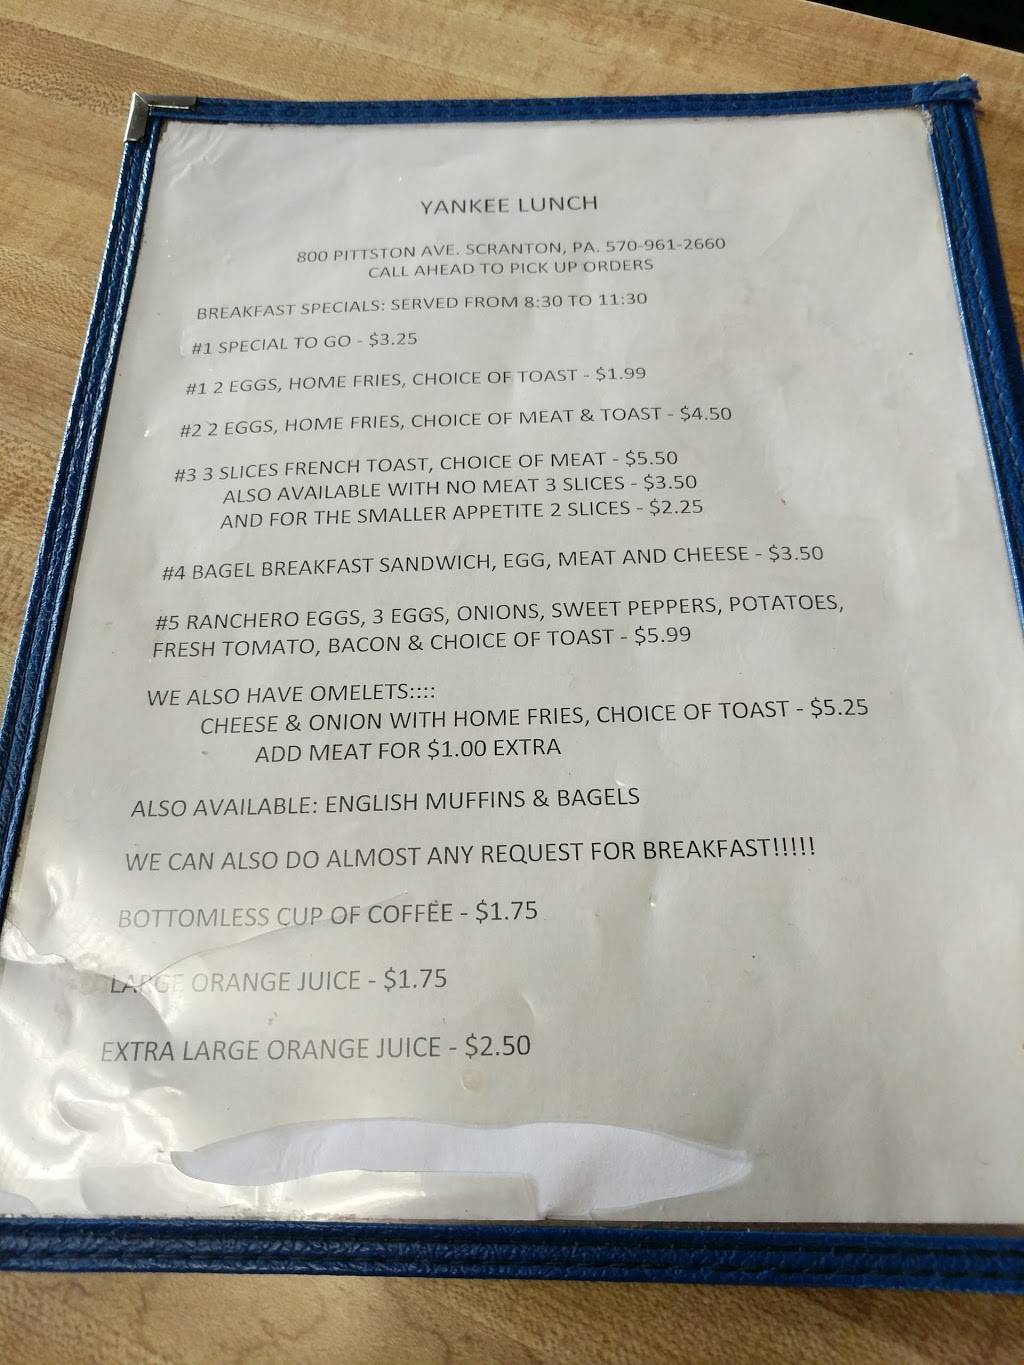 YANKEE LUNCH
800 PITTSTON AVE. SCRANTON, PA. 570-961-2660
CALL AHEAD TO PICK UP ORDERS
BREAKFAST SPECIALS: SERVED FROM 8:30 TO 11:30
#1 SPECIAL TO GO - $3.25
#1 2 EGGS, HOME FRIES, CHOICE OF TOAST - $1.99
#2 2 EGGS, HOME FRIES, CHOICE OF MEAT & TOAST - $4.50
#3 3 SLICES FRENCH TOAST, CHOICE OF MEAT - $5.50
ALSO AVAILABLE WITH NO MEAT 3 SLICES - $3.50
AND FOR THE SMALLER APPETITE 2 SLICES - $2.25
#4 BAGEL BREAKFAST SANDWICH, EGG, MEAT AND CHEESE - $3.50
#5 RANCHERO EGGS, 3 EGGS, ONIONS, SWEET PEPPERS, POTATOES,
FRESH TOMATO, BACON & CHOICE OF TOAST - $5.99
WE ALSO HAVE OMELETS::::
CHEESE & ONION WITH HOME FRIES, CHOICE OF TOAST - $5.25
ADD MEAT FOR $1.00 EXTRA
ALSO AVAILABLE: ENGLISH MUFFINS & BAGELS
WE CAN ALSO DO ALMOST ANY REQUEST FOR BREAKFAST!!!!!
BOTTOMLESS CUP OF COFFEE - $1.75
LARGE ORANGE JUICE - $1.75
EXTRA LARGE ORANGE JUICE - $2.50